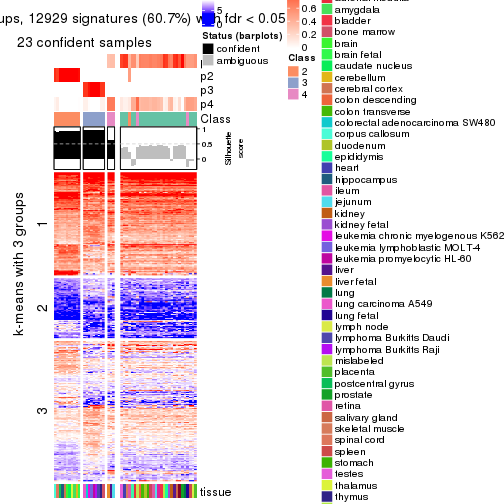 ups, 12929 signatures (60.7%) with fdr < 0.05
23 confident samples
p2
p3
p4
Class
1
0.5
0
Silhouette
score
k-means with 3 groups
1
2
3
tissue
0
Status (barplots)
confident
ambiguous
0.6
0.4
0.2
0
Class
2
3
4
amygdala
bladder
bone marrow
brain
brain fetal
caudate nucleus
cerebellum
cerebral cortex
colon descending
colon transverse
colorectal adenocarcinoma SW480
corpus callosum
duodenum
epididymis
heart
hippocampus
ileum
jejunum
kidney
kidney fetal
leukemia chronic myelogenous K562
leukemia lymphoblastic MOLT-4
leukemia promyelocytic HL-60
liver
liver fetal
lung
lung carcinoma A549
lung fetal
lymph node
lymphoma Burkitts Daudi
lymphoma Burkitts Raji
mislabeled
placenta
postcentral gyrus
prostate
retina
salivary gland
skeletal muscle
spinal cord
spleen
stomach
testes
thalamus
thymus